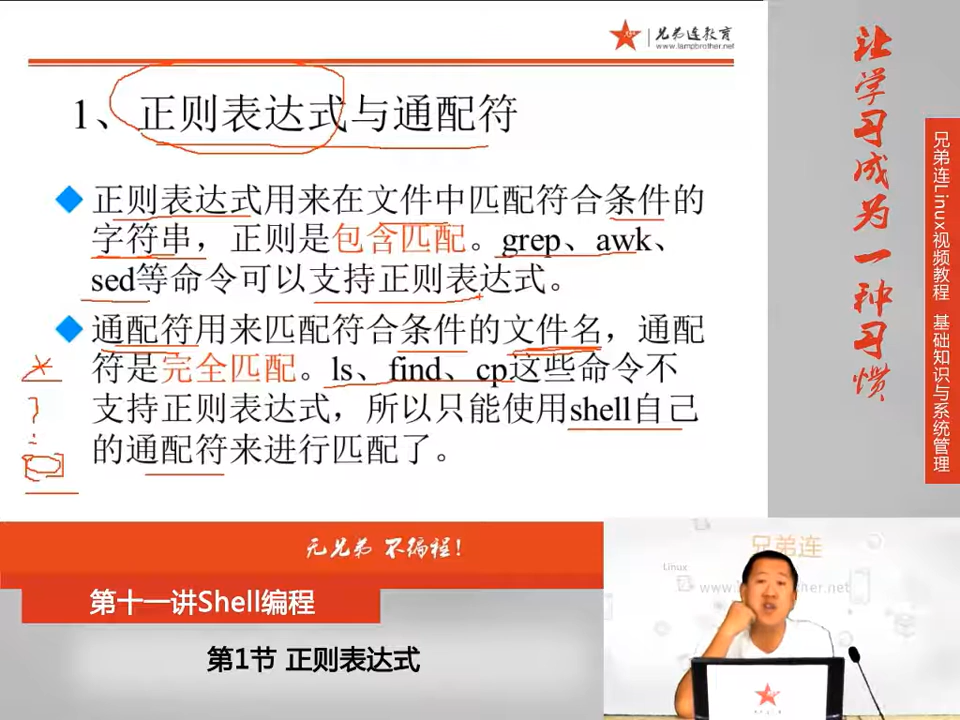 兄弟连教育
www.lampbrother.net
1、正则表达式与通配符
正则表达式用来在文件中匹配符合条件的
字符串，正则是包含匹配。grep、awk、
sed等命令可以支持正则表达式。
通配符用来匹配符合条件的文件名，通配
符是完全匹配。ls、find、cp这些命令不
支持正则表达式，所以只能使用shell自己
的通配符来进行匹配了。
*
?
[]
让学习成为一种习惯
兄弟连Linux视频教程 基础知识与系统管理
无兄弟 不编程！
第十一讲Shell编程
第1节 正则表达式
兄弟连
Linux